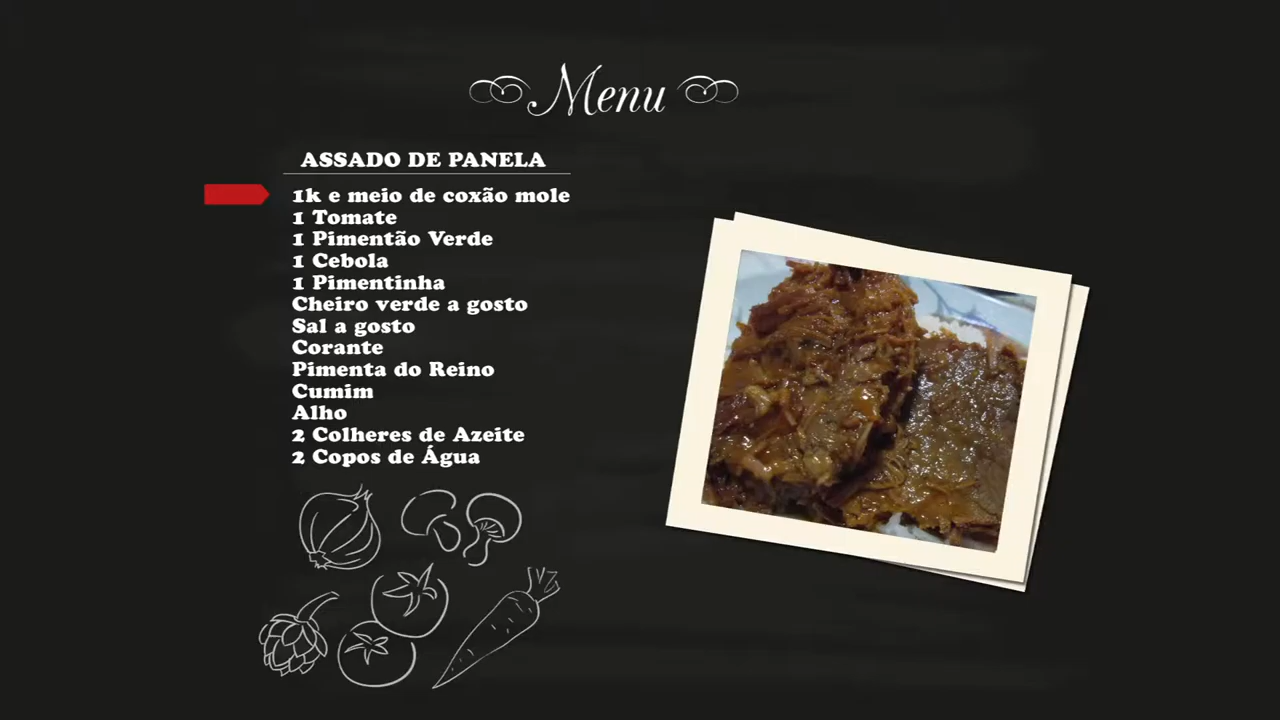 Menu
ASSADO DE PANELA
1k e meio de coxão mole
1 Tomate
1 Pimentão Verde
1 Cebola
1 Pimentinha
Cheiro verde a gosto
Sal a gosto
Corante
Pimenta do Reino
Cumim
Alho
2 Colheres de Azeite
2 Copos de Água